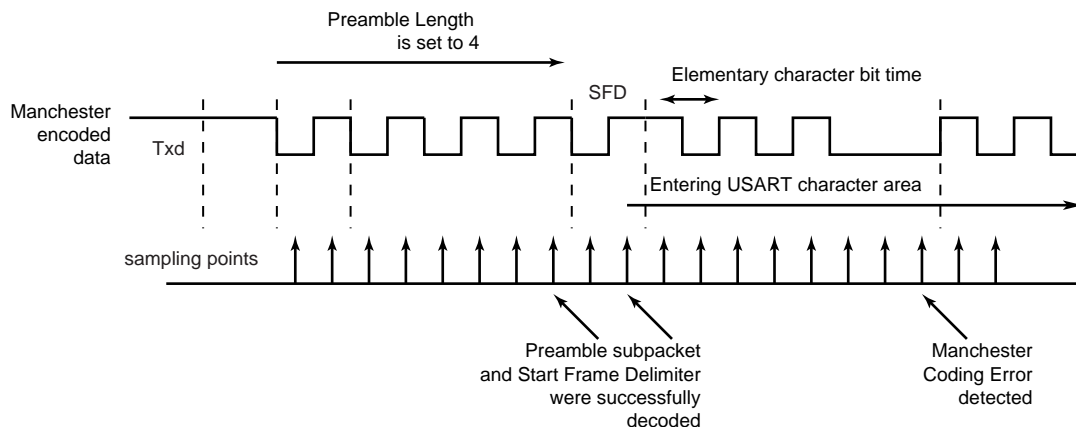 Preamble Length
is set to 4
Elementary character bit time
SFD
Manchester
encoded
data
Txd
Entering USART character area
sampling points
Preamble subpacket
and Start Frame Delimiter
were successfully
decoded
Manchester
Coding Error
detected